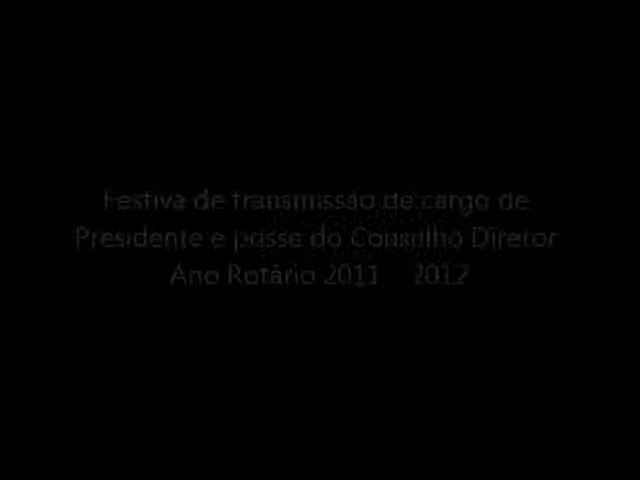 Festiva de transmissão de cargo de
Presidente e posse do Conselho Diretor
Ano Rotário 2011 2012